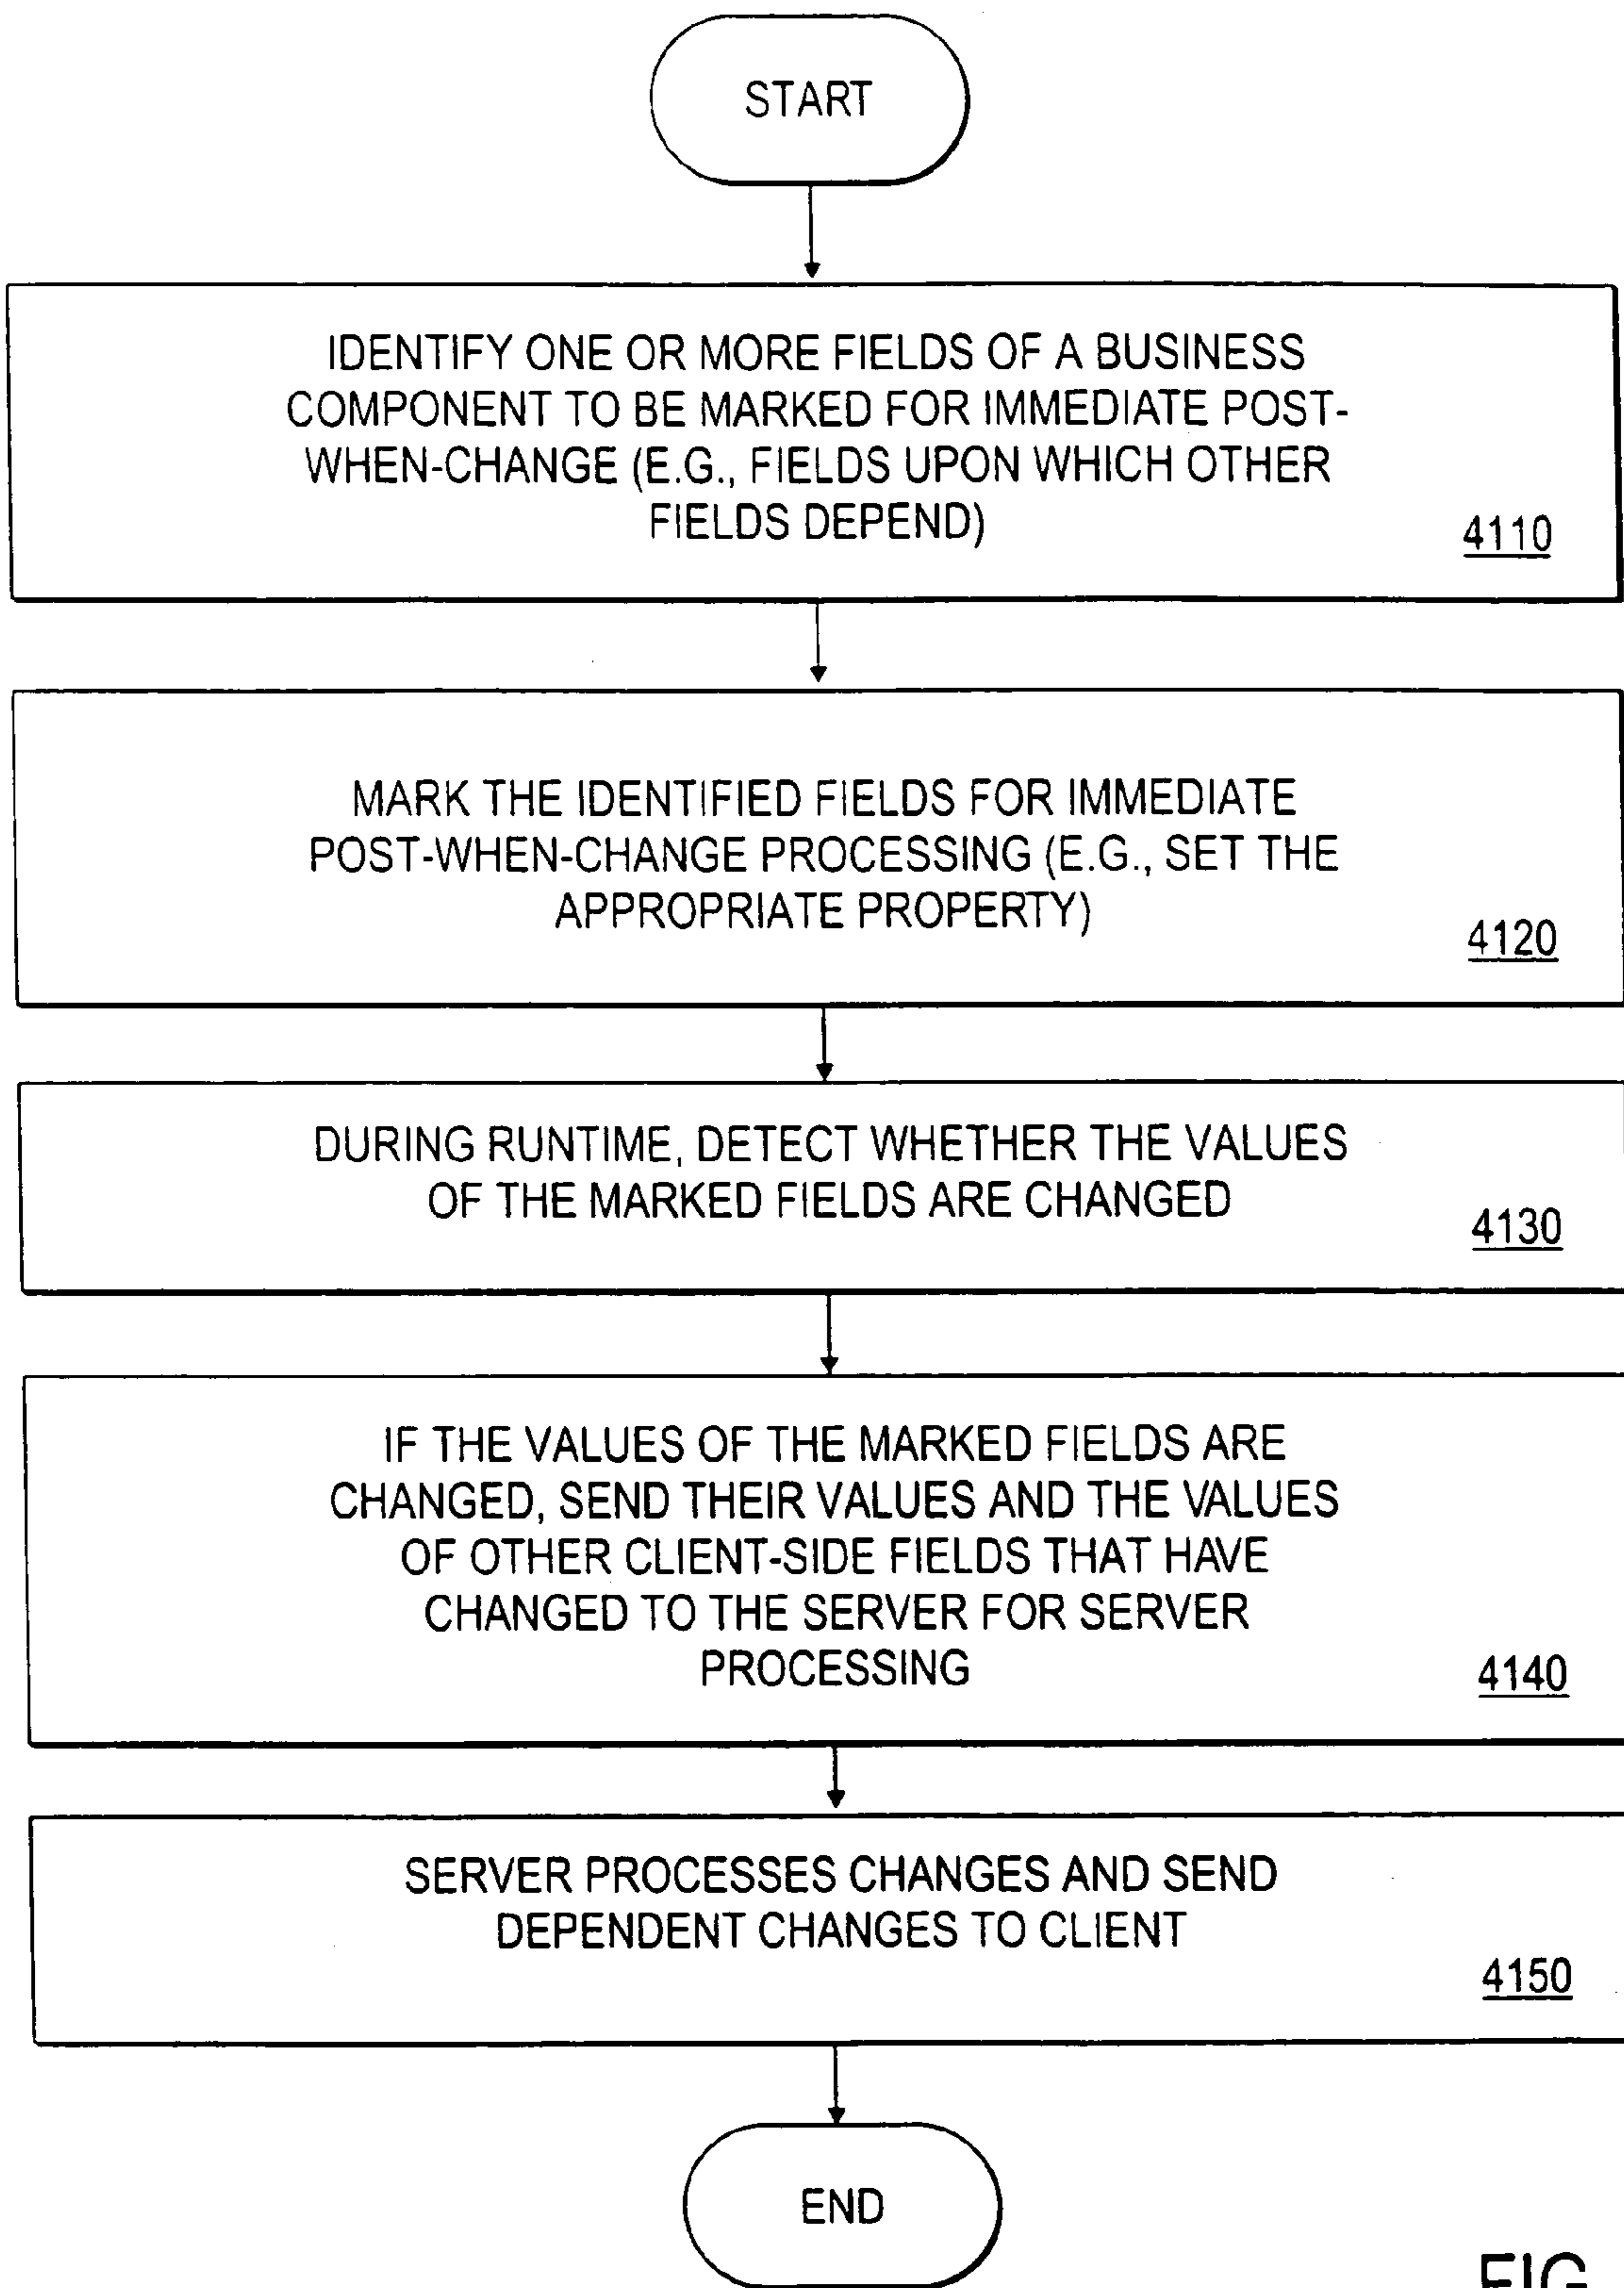 START
IDENTIFY ONE OR MORE FIELDS OF A BUSINESS
COMPONENT TO BE MARKED FOR IMMEDIATE POST-
WHEN-CHANGE (E.G., FIELDS UPON WHICH OTHER
FIELDS DEPEND)
4110
MARK THE IDENTIFIED FIELDS FOR IMMEDIATE
POST-WHEN-CHANGE PROCESSING (E.G., SET THE
APPROPRIATE PROPERTY)
4120
DURING RUNTIME, DETECT WHETHER THE VALUES
OF THE MARKED FIELDS ARE CHANGED
4130
IF THE VALUES OF THE MARKED FIELDS ARE
CHANGED, SEND THEIR VALUES AND THE VALUES
OF OTHER CLIENT-SIDE FIELDS THAT HAVE
CHANGED TO THE SERVER FOR SERVER
PROCESSING
4140
SERVER PROCESSES CHANGES AND SEND
DEPENDENT CHANGES TO CLIENT
4150
END
FIG